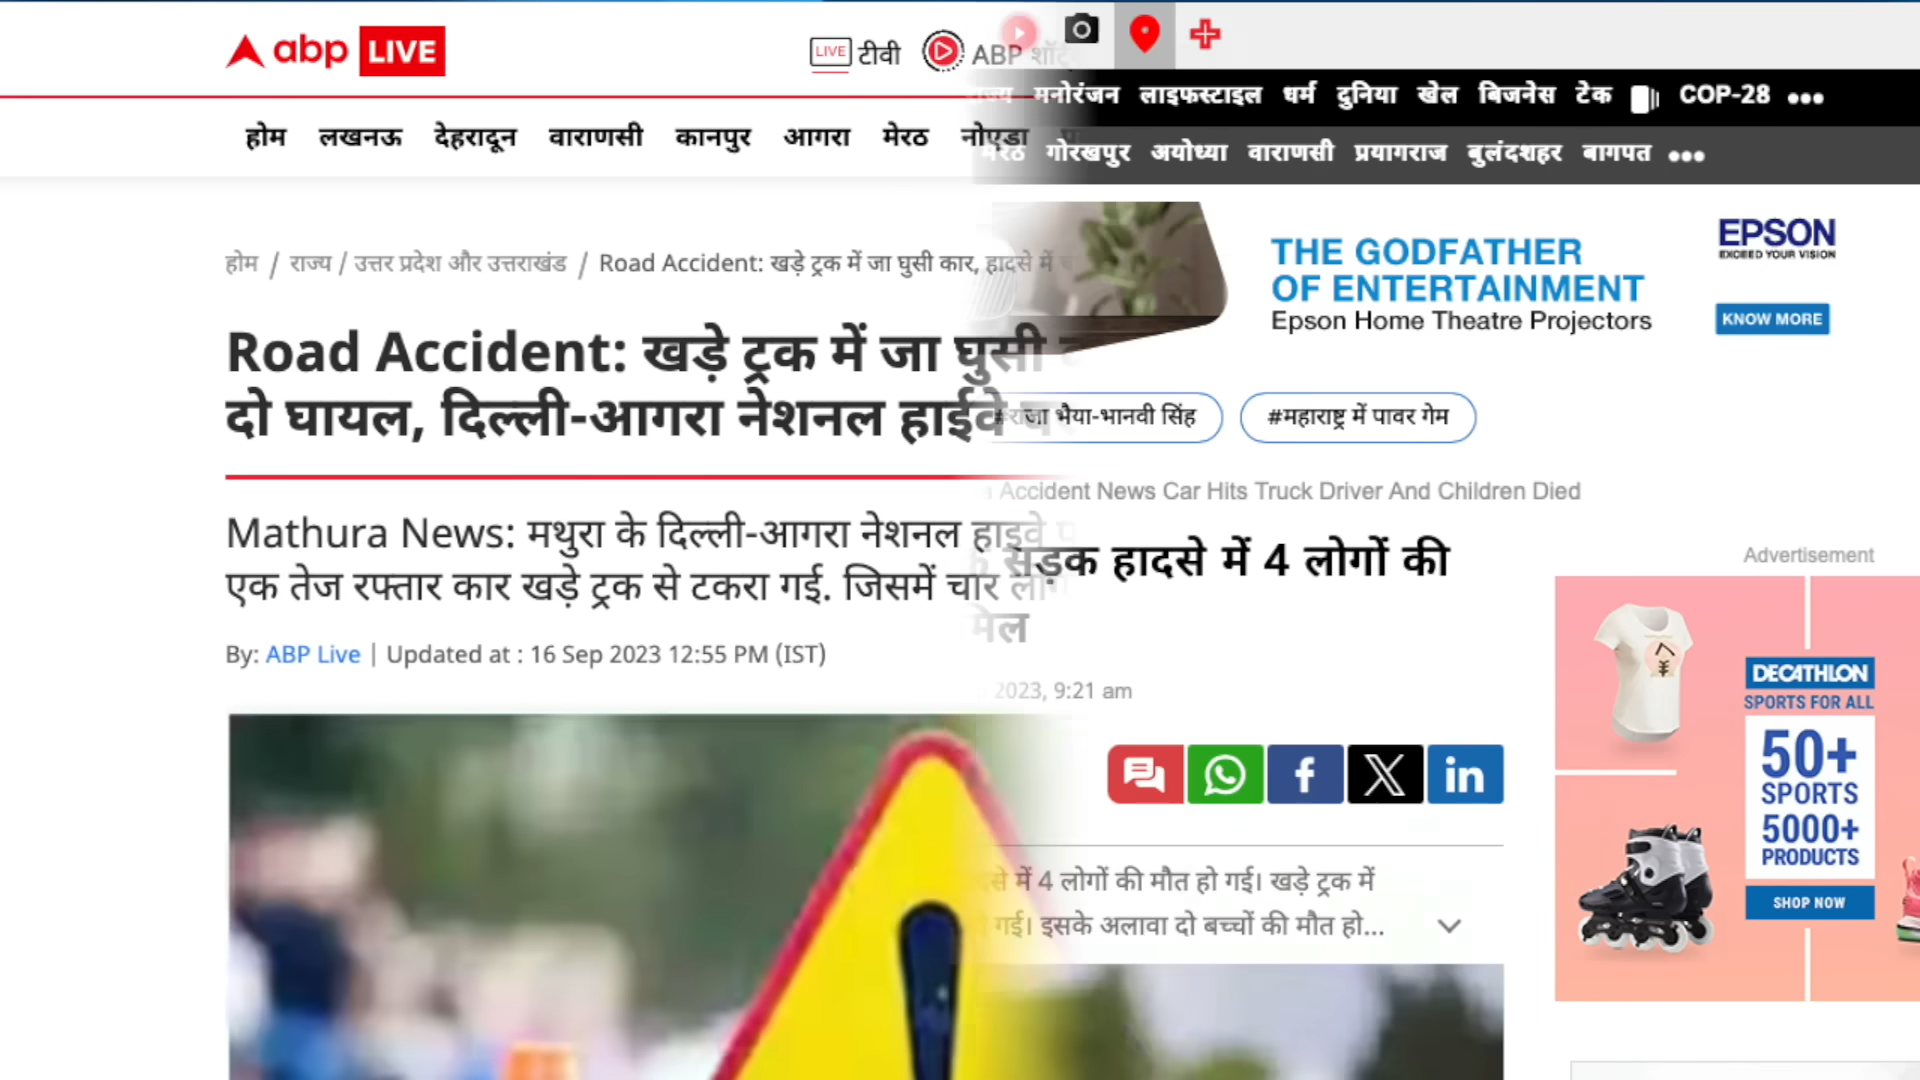 abp LIVE
LIVE टीवी ABP
होम लखनऊ देहरादून वाराणसी कानपुर आगरा मेरठ नोएडा
मनोरंजन लाइफस्टाइल धर्म दुनिया खेल बिजनेस टेक COP-28
मेरठ गोरखपुर अयोध्या वाराणसी प्रयागराज बुलंदशहर बागपत
होम / राज्य / उत्तर प्रदेश और उत्तराखंड / Road Accident: खड़े ट्रक में जा घुसी कार, हादसे में
THE GODFATHER
OF ENTERTAINMENT
Epson Home Theatre Projectors
EPSON
EXCEED YOUR VISION
KNOW MORE
Road Accident: खड़े ट्रक में जा घुसी
दो घायल, दिल्ली-आगरा नेशनल हाईवे
#राजा भैया-भानवी सिंह #महाराष्ट्र में पावर गेम
Accident News Car Hits Truck Driver And Children Died
Mathura News: मथुरा के दिल्ली-आगरा नेशनल हाइवे
एक तेज रफ्तार कार खड़े ट्रक से टकरा गई. जिसमें चार
By: ABP Live | Updated at : 16 Sep 2023 12:55 PM (IST)
सड़क हादसे में 4 लोगों की
2023, 9:21 am
में 4 लोगों की मौत हो गई। खड़े ट्रक में
गई। इसके अलावा दो बच्चों की मौत हो...
Advertisement
DECATHLON
SPORTS FOR ALL
50+
SPORTS
5000+
PRODUCTS
SHOP NOW